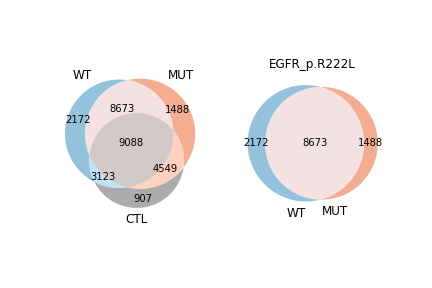 WT
MUT
2172
8673
1488
9088
3123
4549
907
CTL
EGFR_p.R222L
2172
8673
1488
WT
MUT